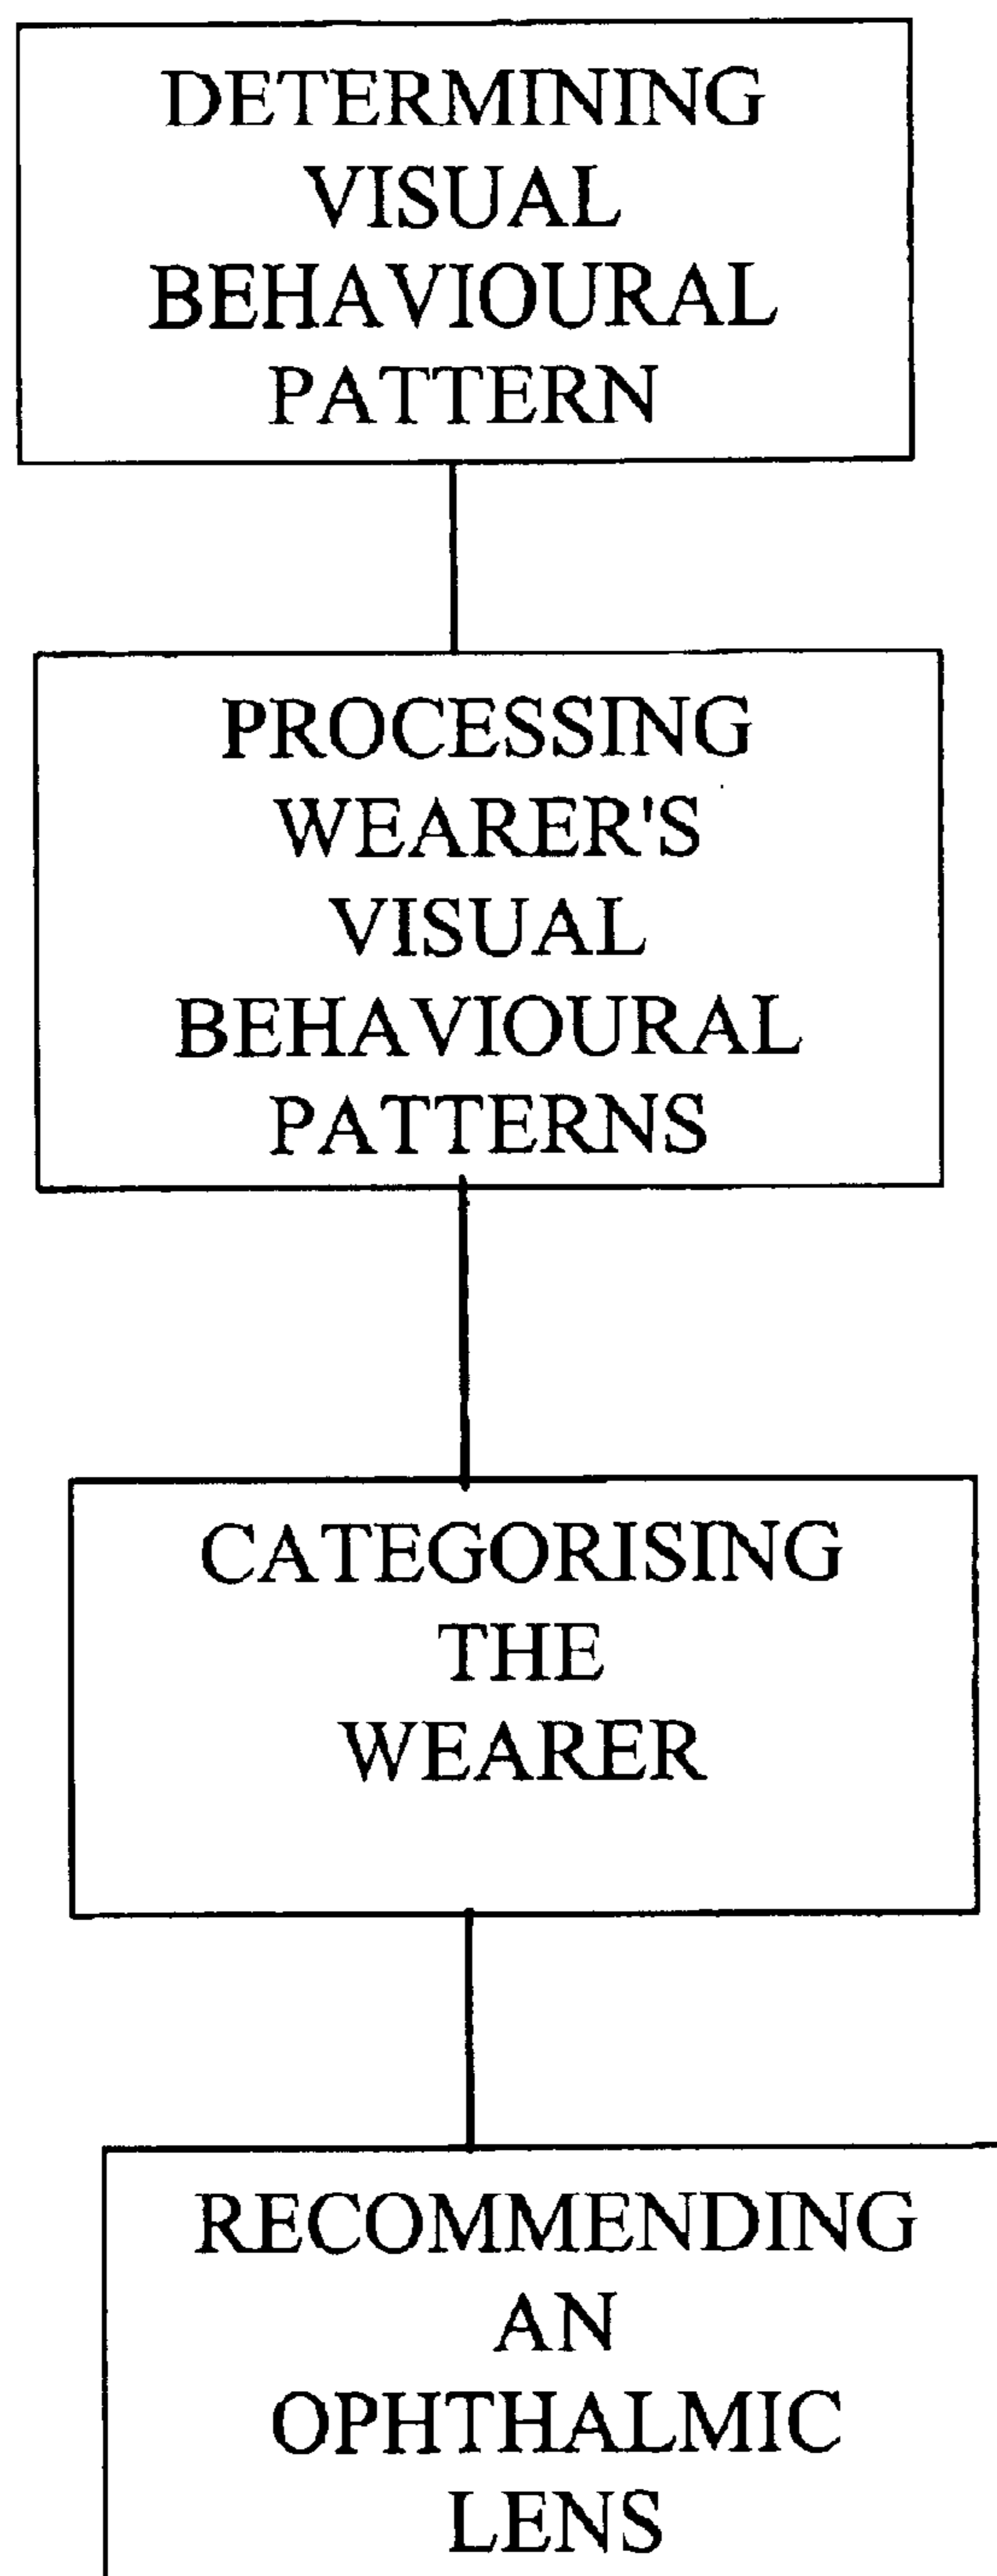 DETERMINING
VISUAL
BEHAVIOURAL
PATTERN
PROCESSING
WEARER'S
VISUAL
BEHAVIOURAL
PATTERNS
CATEGORISING
THE
WEARER
RECOMMENDING
AN
OPHTHALMIC
LENS